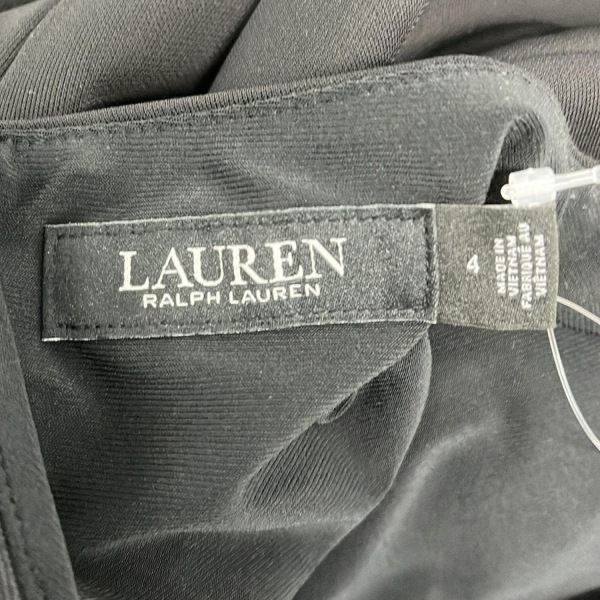 LAUREN
RALPH LAUREN
4
MADE IN
VIETNAM
FABRIQUÉ AU
VIETNAM